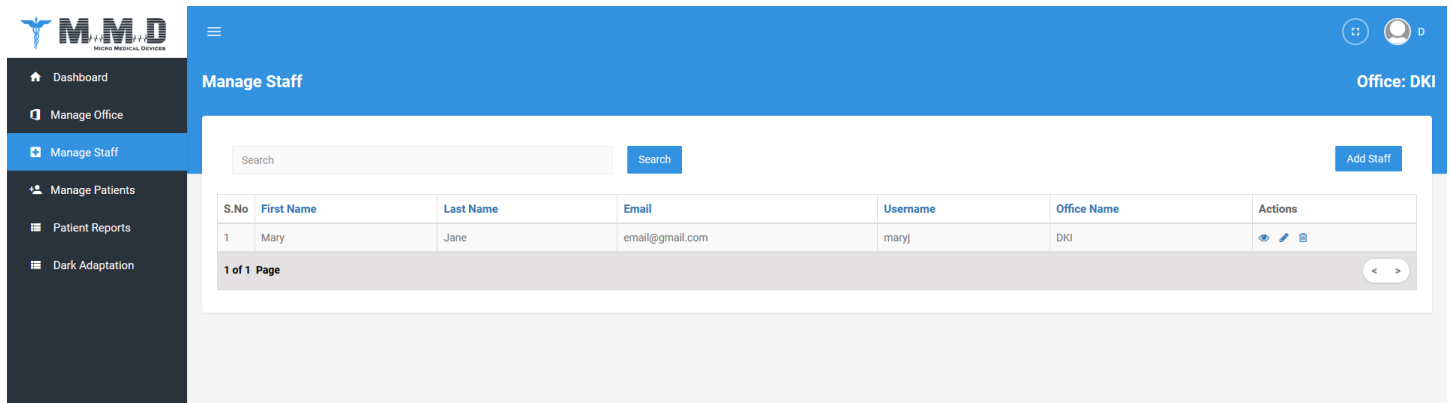 M.M.D
MICRO MEDICAL DEVICES
D
Dashboard
Manage Office
Manage Staff
Manage Patients
Patient Reports
Dark Adaptation
Manage Staff
Office: DKI
Search
Search
Add Staff
S.No First Name Last Name Email Username Office Name Actions
1 Mary Jane email@gmail.com maryj DKI
1 of 1 Page
< >